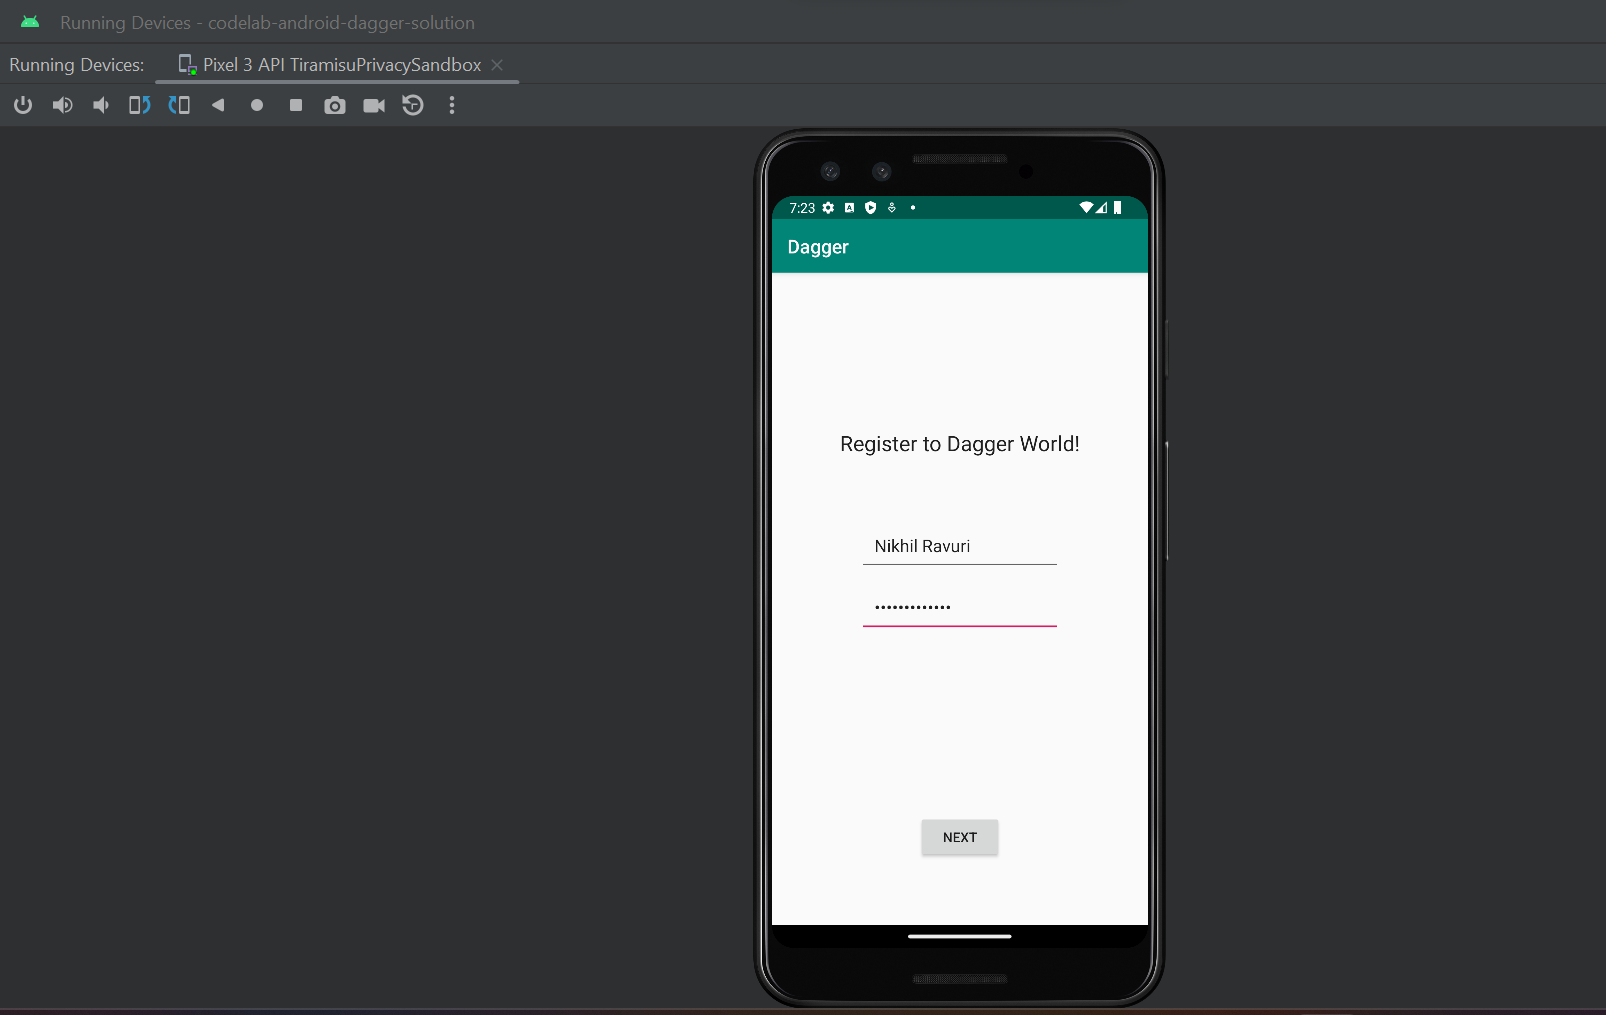 Running Devices - codelab-android-dagger-solution
Running Devices: Pixel 3 API TiramisuPrivacySandbox
7:23
Dagger
Register to Dagger World!
Nikhil Ravuri
•••••••••••••
NEXT